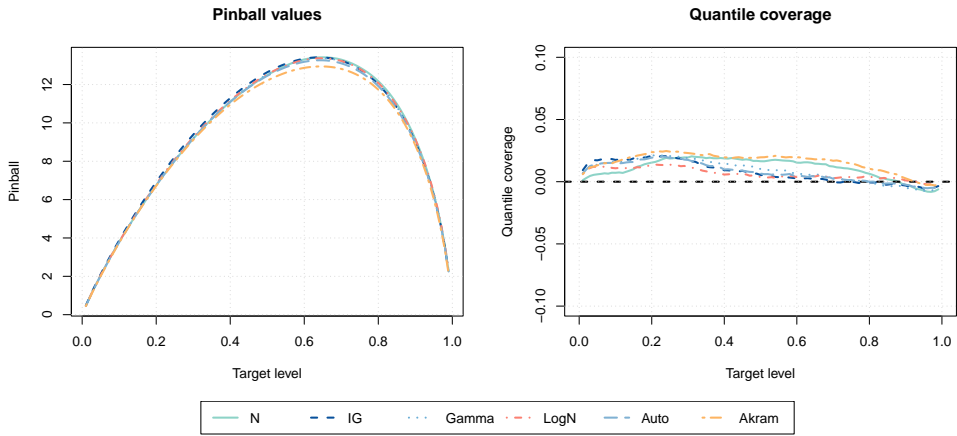 Pinball values
Pinball
0
2
4
6
8
10
12
0.0 0.2 0.4 0.6 0.8 1.0
Target level
Quantile coverage
Quantile coverage
−0.10
−0.05
0.00
0.05
0.10
0.0 0.2 0.4 0.6 0.8 1.0
Target level
N IG Gamma LogN Auto Akram